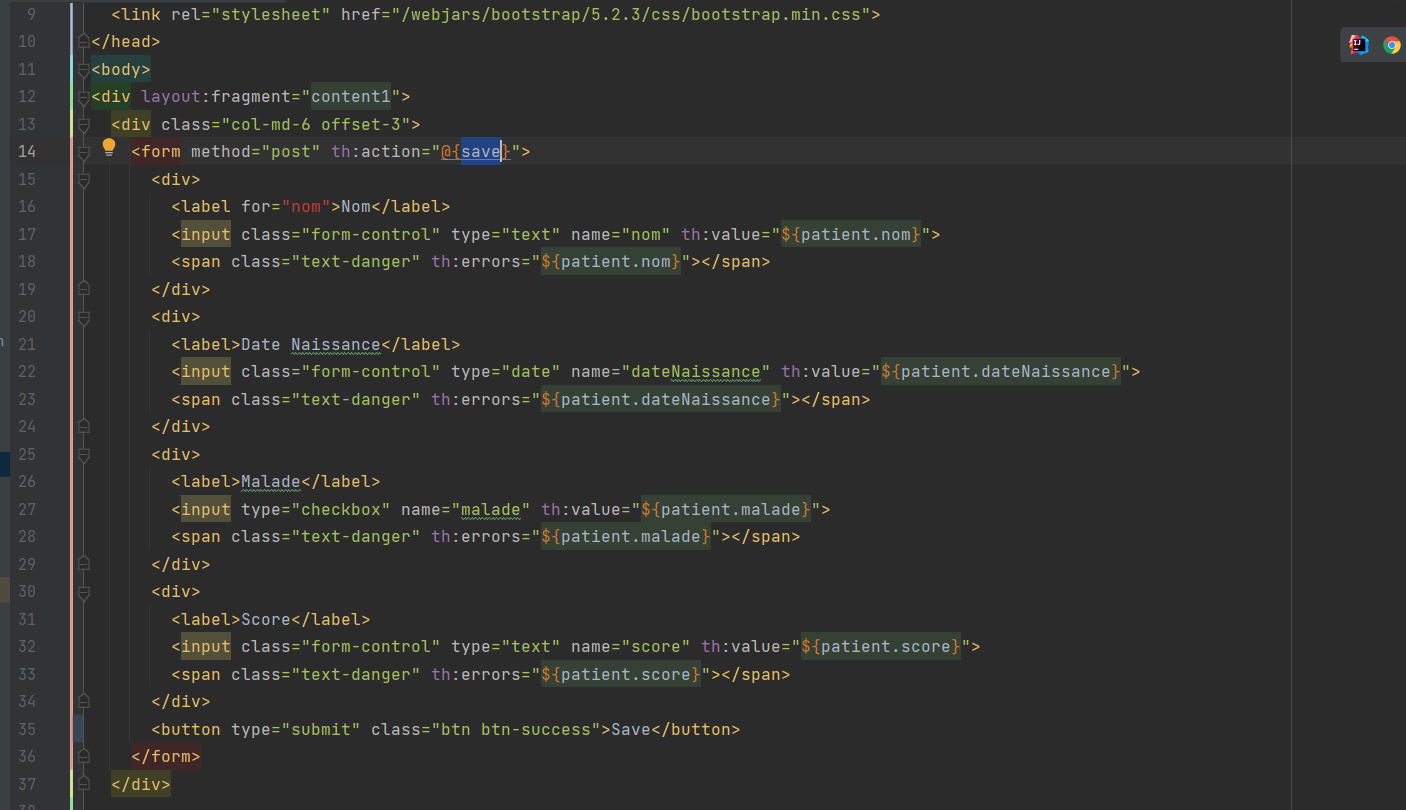 9 <link rel="stylesheet" href="/webjars/bootstrap/5.2.3/css/bootstrap.min.css">
10 </head>
11 <body>
12 <div layout:fragment="content1">
13 <div class="col-md-6 offset-3">
14 <form method="post" th:action="@{save}">
15 <div>
16 <label for="nom">Nom</label>
17 <input class="form-control" type="text" name="nom" th:value="${patient.nom}">
18 <span class="text-danger" th:errors="${patient.nom}"></span>
19 </div>
20 <div>
21 <label>Date Naissance</label>
22 <input class="form-control" type="date" name="dateNaissance" th:value="${patient.dateNaissance}">
23 <span class="text-danger" th:errors="${patient.dateNaissance}"></span>
24 </div>
25 <div>
26 <label>Malade</label>
27 <input type="checkbox" name="malade" th:value="${patient.malade}">
28 <span class="text-danger" th:errors="${patient.malade}"></span>
29 </div>
30 <div>
31 <label>Score</label>
32 <input class="form-control" type="text" name="score" th:value="${patient.score}">
33 <span class="text-danger" th:errors="${patient.score}"></span>
34 </div>
35 <button type="submit" class="btn btn-success">Save</button>
36 </form>
37 </div>